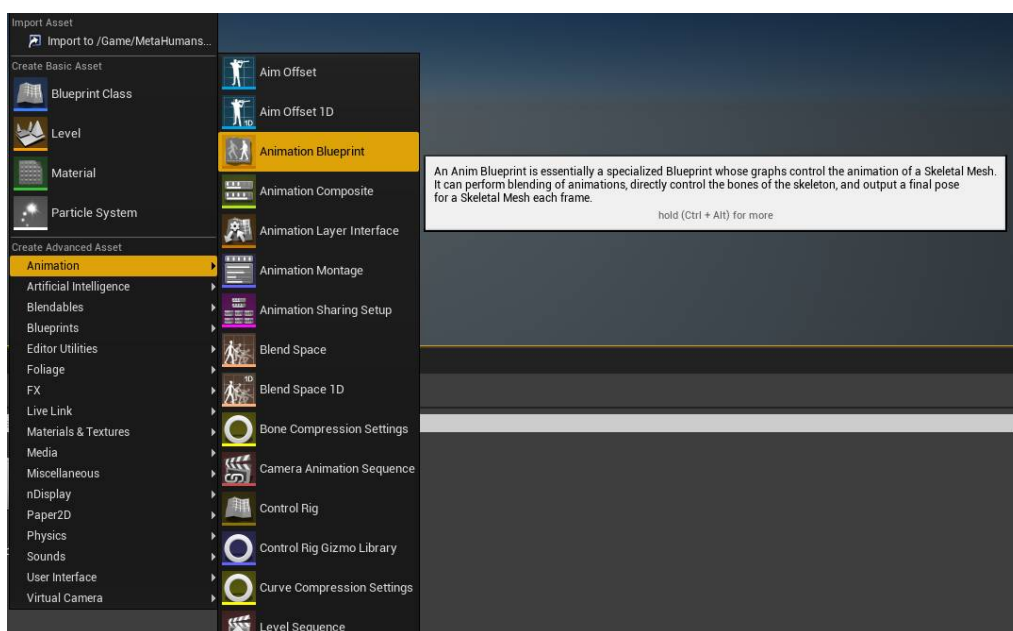 Import Asset
Import to /Game/MetaHumans...
Create Basic Asset
Blueprint Class
Level
Material
Particle System
Create Advanced Asset
Animation
Artificial Intelligence
Blendables
Blueprints
Editor Utilities
Foliage
FX
Live Link
Materials & Textures
Media
Miscellaneous
nDisplay
Paper2D
Physics
Sounds
User Interface
Virtual Camera
Aim Offset
1D
Aim Offset 1D
Animation Blueprint
Animation Composite
Animation Layer Interface
Animation Montage
Animation Sharing Setup
Blend Space
1D
Blend Space 1D
Bone Compression Settings
Camera Animation Sequence
Control Rig
Control Rig Gizmo Library
Curve Compression Settings
Level Sequence
An Anim Blueprint is essentially a specialized Blueprint whose graphs control the animation of a Skeletal Mesh.
It can perform blending of animations, directly control the bones of the skeleton, and output a final pose
for a Skeletal Mesh each frame.
hold (Ctrl + Alt) for more